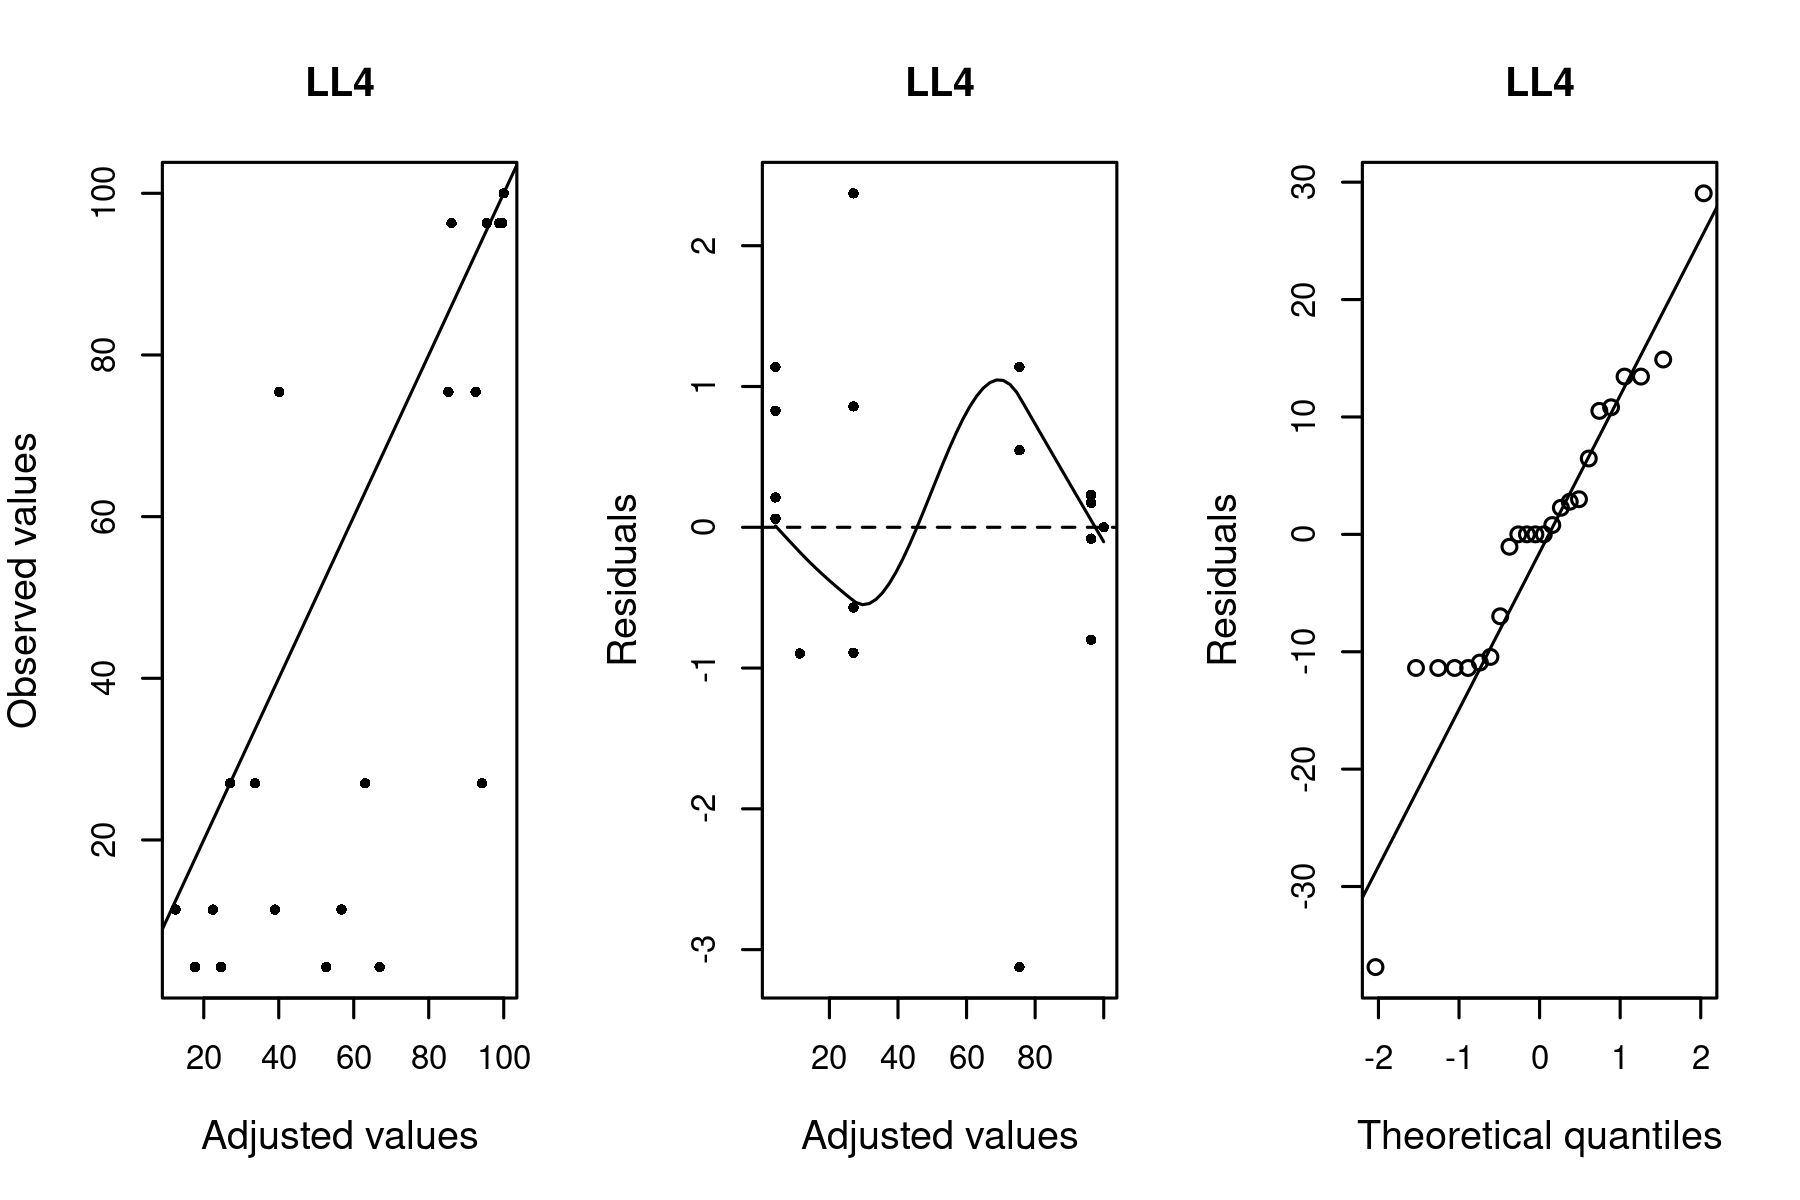 LL4
Observed values
100
80
60
40
20
20 40 60 80 100
Adjusted values
LL4
Residuals
2
1
0
-1
-2
-3
20 40 60 80
Adjusted values
LL4
Residuals
30
20
10
0
-10
-20
-30
-2 -1 0 1 2
Theoretical quantiles